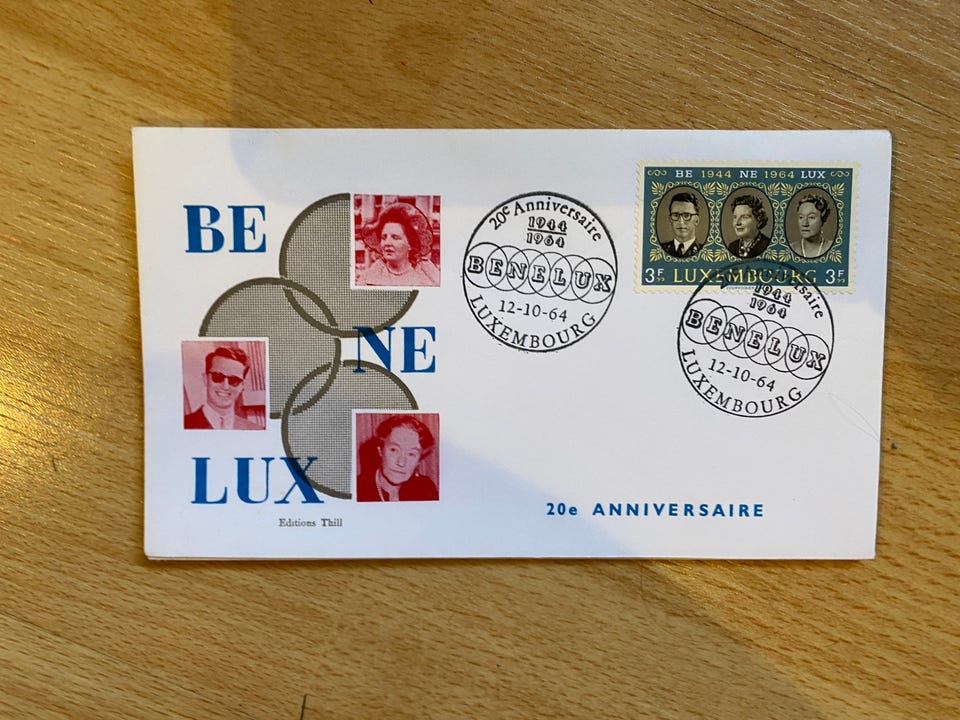 BE
NE
LUX
Editions Thill
20e Anniversaire
1944
1964
BENELUX
12-10-64
LUXEMBOURG
BE 1944 NE 1964 LUX
3F LUXEMBOURG 3F
1944
1964
BENELUX
12-10-64
LUXEMBOURG
20e ANNIVERSAIRE